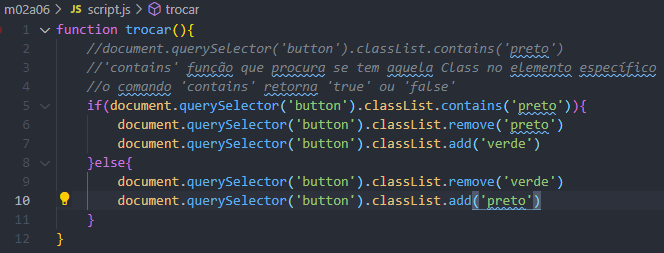 m02a06 > JS script.js > trocar
1 function trocar(){
2 //document.querySelector('button').classList.contains('preto')
3 //'contains' função que procura se tem aquela Class no elemento específico
4 //o comando 'contains' retorna 'true' ou 'false'
5 if(document.querySelector('button').classList.contains('preto')){
6 document.querySelector('button').classList.remove('preto')
7 document.querySelector('button').classList.add('verde')
8 }else{
9 document.querySelector('button').classList.remove('verde')
10 document.querySelector('button').classList.add('preto')
11 }
12 }